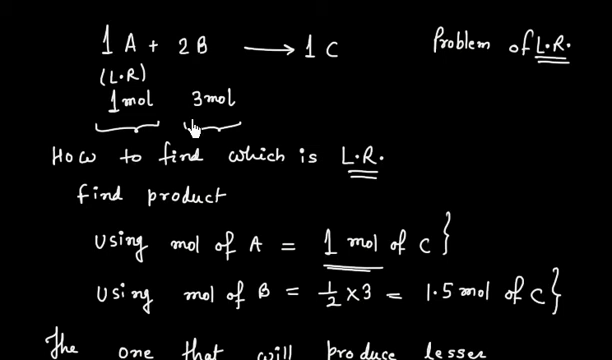 1 A + 2 B ⟶ 1 C Problem of L.R.
(L.R)
1 mol 3 mol
How to find which is L.R.
find product
Using mol of A = 1 mol of C }
Using mol of B = 1/2 × 3 = 1.5 mol of C }
The one that will produce lesser